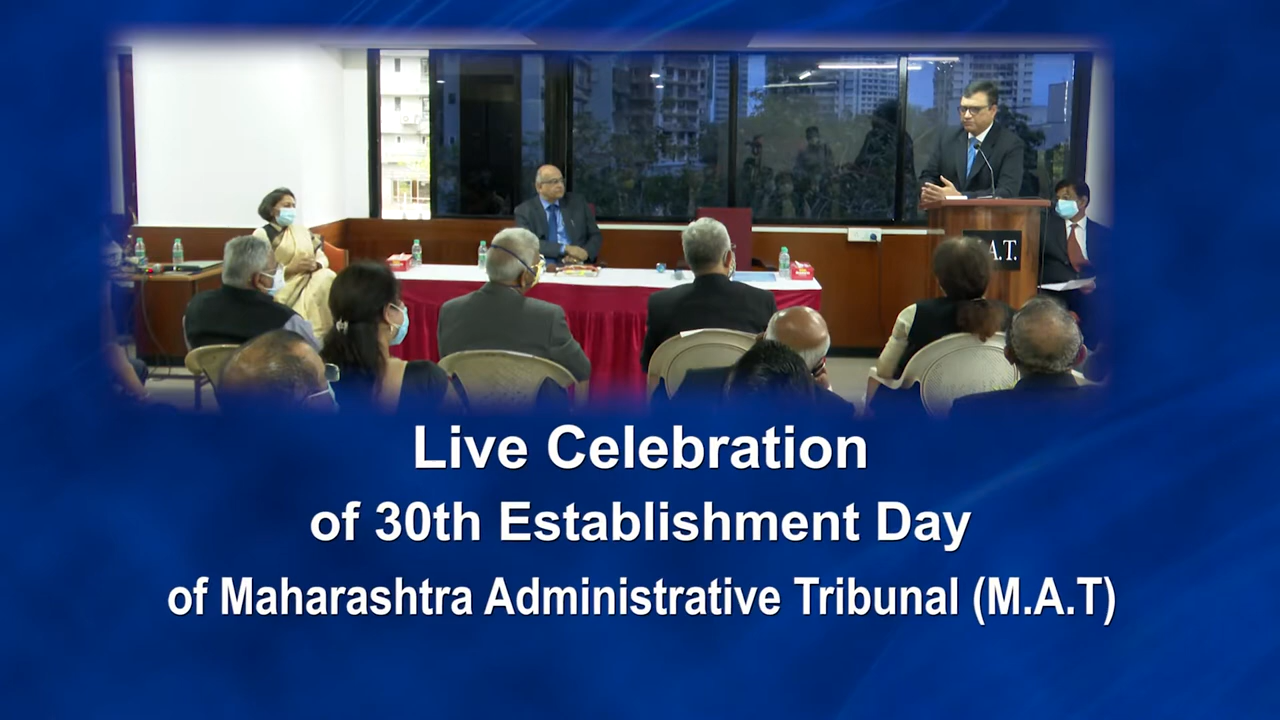 A.T.
Live Celebration
of 30th Establishment Day
of Maharashtra Administrative Tribunal (M.A.T)